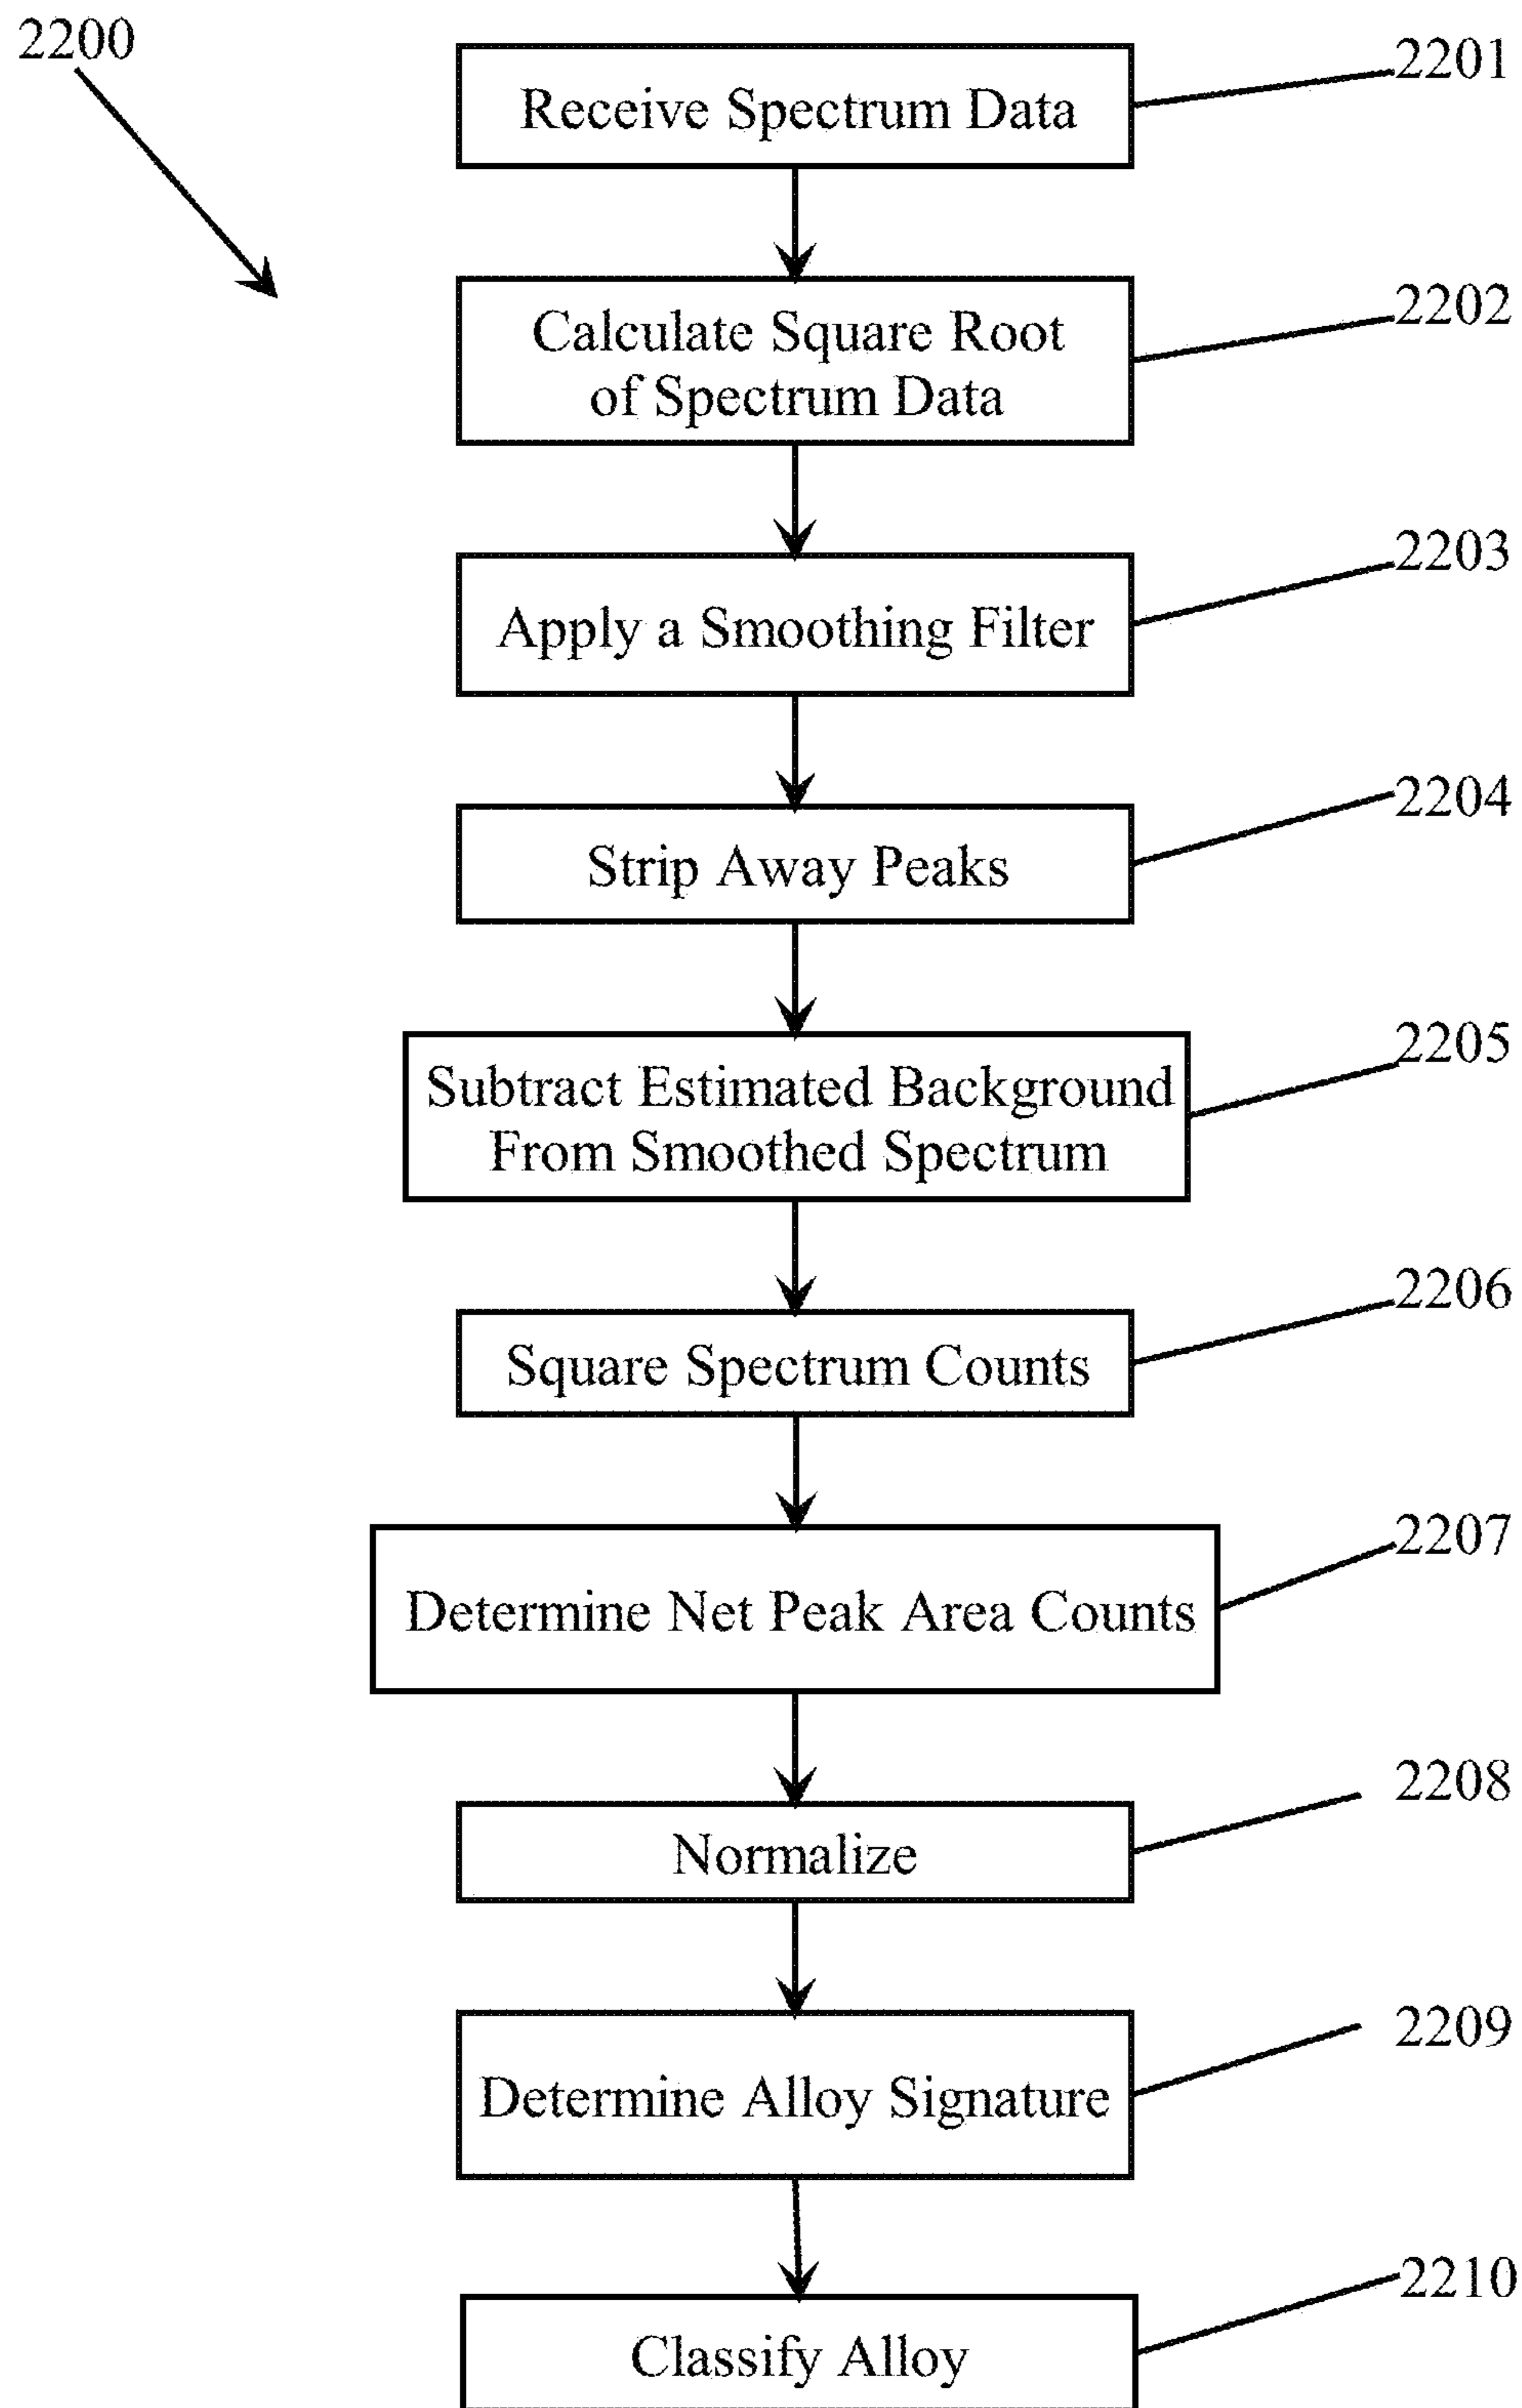 2200
Receive Spectrum Data
2201
Calculate Square Root
of Spectrum Data
2202
Apply a Smoothing Filter
2203
Strip Away Peaks
2204
Subtract Estimated Background
From Smoothed Spectrum
2205
Square Spectrum Counts
2206
Determine Net Peak Area Counts
2207
Normalize
2208
Determine Alloy Signature
2209
Classify Alloy
2210